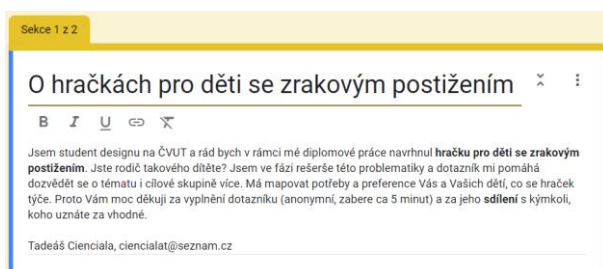 Sekce 1 z 2
O hračkách pro děti se zrakovým postižením
B I U
Jsem student designu na ČVUT a rád bych v rámci mé diplomové práce navrhnul hračku pro děti se zrakovým
postižením. Jste rodič takového dítěte? Jsem ve fázi rešerše této problematiky a dotazník mi pomáhá
dozvědět se o tématu i cílové skupině více. Má mapovat potřeby a preference Vás a Vašich dětí, co se hraček
týče. Proto Vám moc děkuji za vyplnění dotazníku (anonymní, zabere ca 5 minut) a za jeho sdílení s kýmkoli,
koho uznáte za vhodné.
Tadeáš Cienciala, ciencialat@seznam.cz